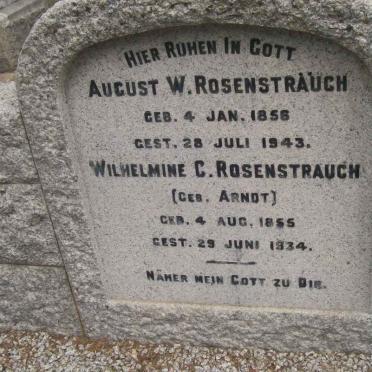 HIER RUHEN IN GOTT
AUGUST W. ROSENSTRÄUCH
GEB. 4 JAN. 1856
GEST. 28 JULI 1943.
WILHELMINE C. ROSENSTRAUCH
(GEB. ARNDT)
GEB. 4 AUG. 1855
GEST. 29 JUNI 1934.
NÄHER MEIN GOTT ZU DIR.